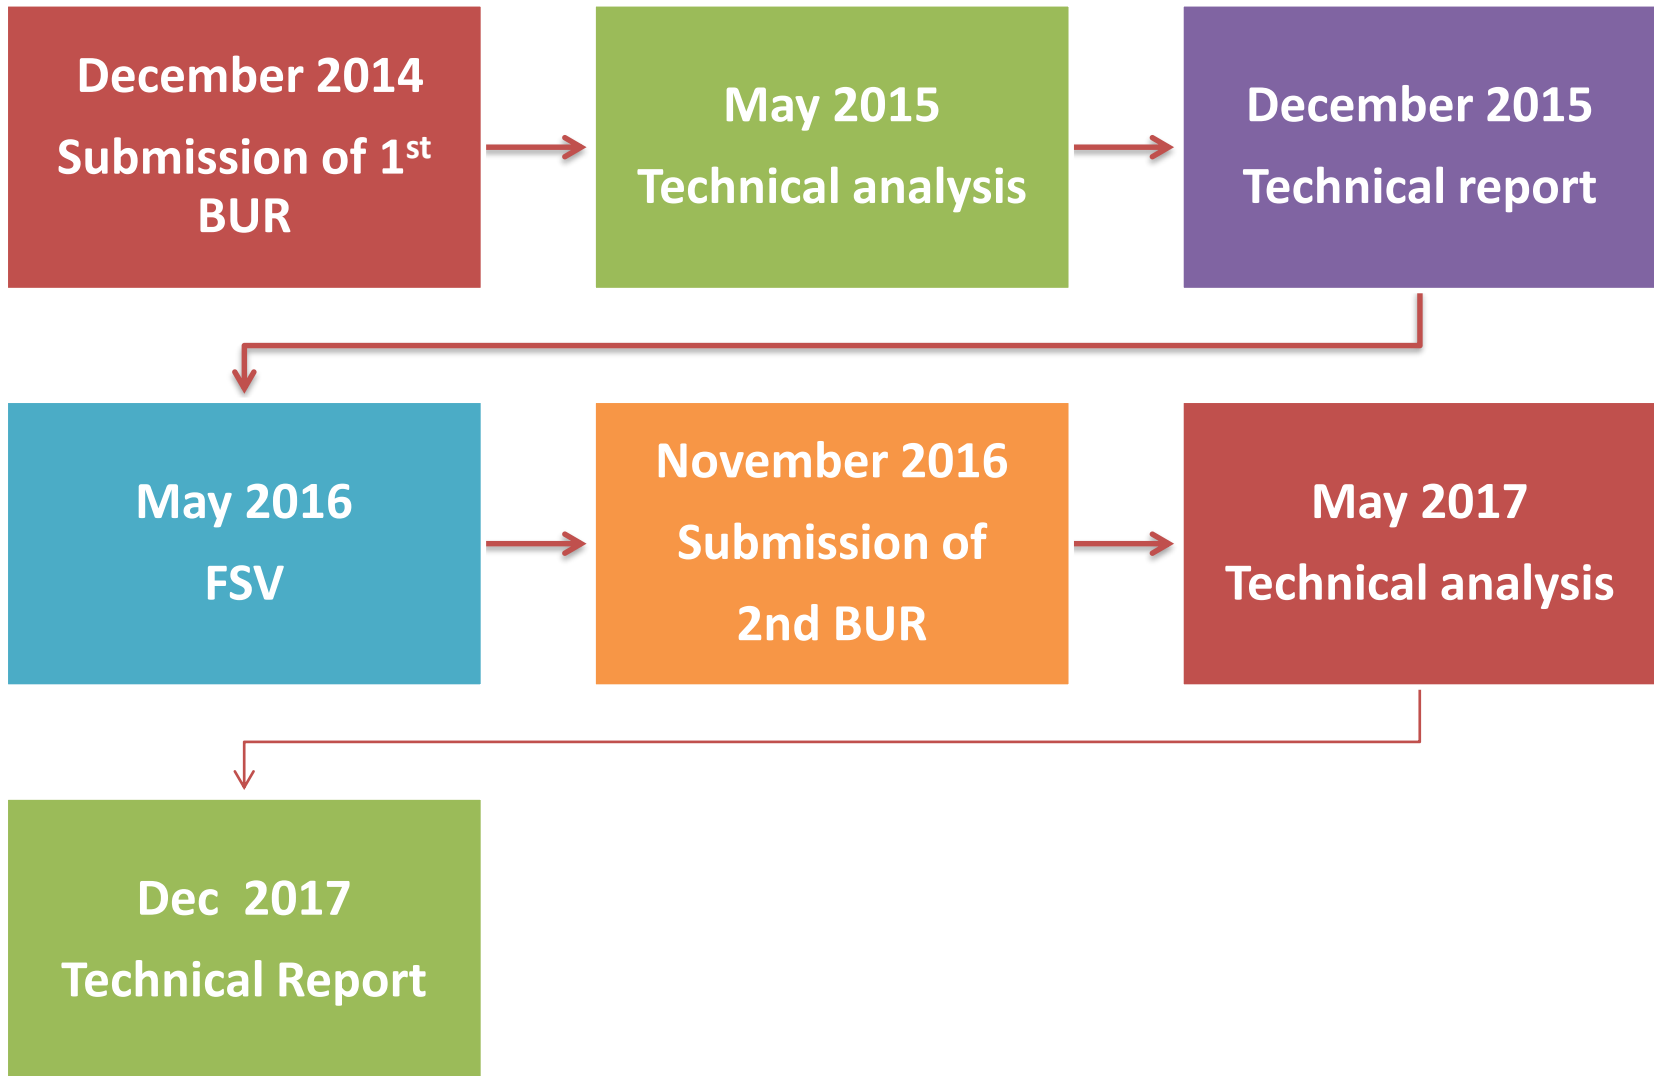 December 2014
Submission of 1st
BUR
May 2015
Technical analysis
December 2015
Technical report
May 2016
FSV
November 2016
Submission of
2nd BUR
May 2017
Technical analysis
Dec  2017
Technical Report